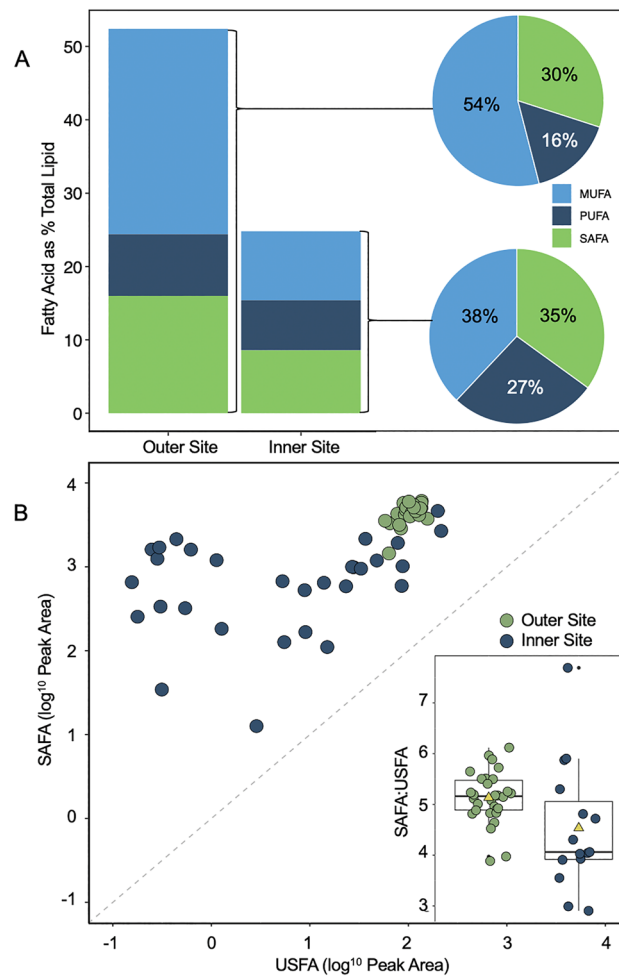 A
Fatty Acid as % Total Lipid
50
40
30
20
10
0
Outer Site
Inner Site
54%
30%
16%
MUFA
PUFA
SAFA
38%
35%
27%
B
SAFA (log¹⁰ Peak Area)
4
3
2
1
0
-1
-1
0
1
2
3
4
USFA (log¹⁰ Peak Area)
Outer Site
Inner Site
SAFA:USFA
7
6
5
4
3